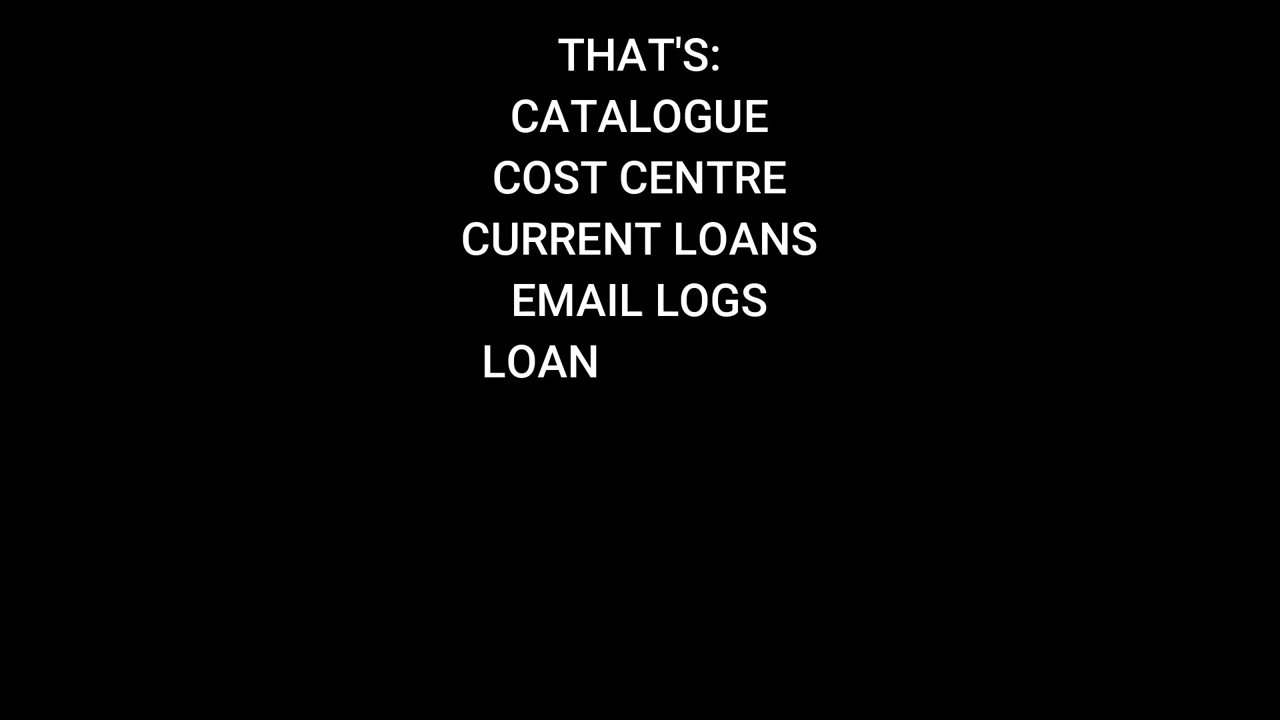 THAT'S:
CATALOGUE
COST CENTRE
CURRENT LOANS
EMAIL LOGS
LOAN